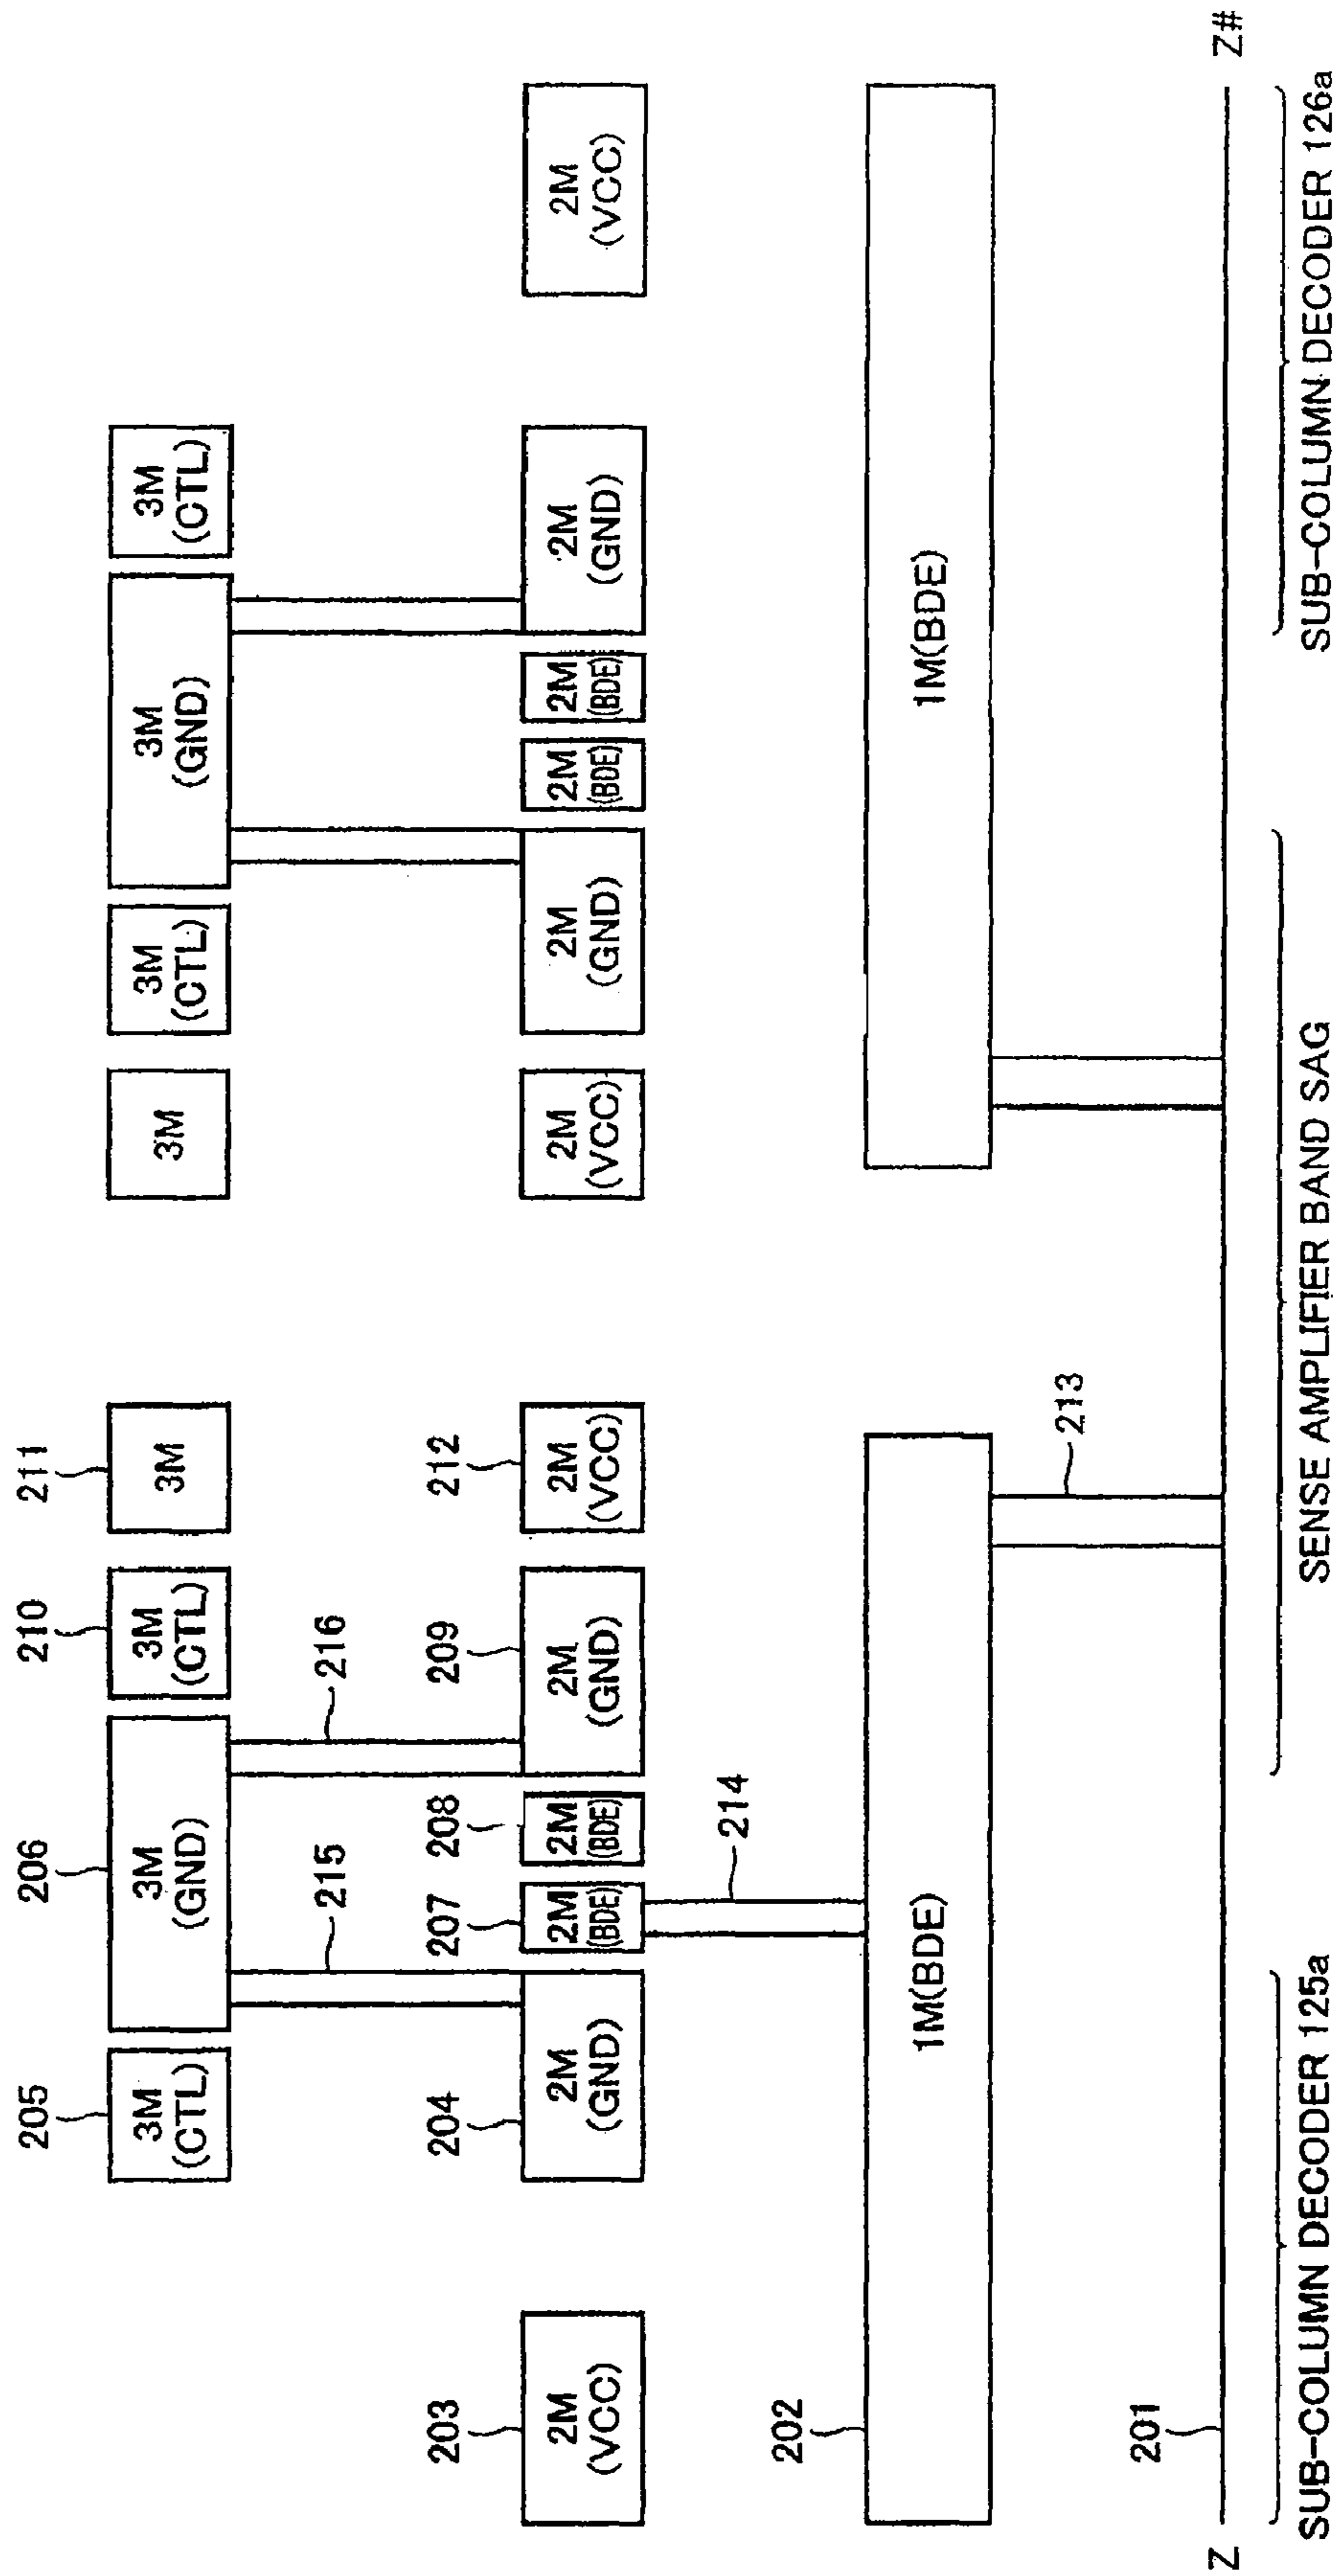 205
206
210
211
3M
(CTL)
3M
(GND)
3M
(CTL)
3M
3M
3M
(CTL)
3M
(GND)
3M
(CTL)
215
216
203
204
207
208
209
212
2M
(VCC)
2M
(GND)
2M
(BDE)
2M
(BDE)
2M
(GND)
2M
(VCC)
2M
(VCC)
2M
(GND)
2M
(BDE)
2M
(BDE)
2M
(GND)
2M
(VCC)
214
202
1M(BDE)
1M(BDE)
213
201
Z
Z#
SUB-COLUMN DECODER 125a
SENSE AMPLIFIER BAND SAG
SUB-COLUMN DECODER 126a